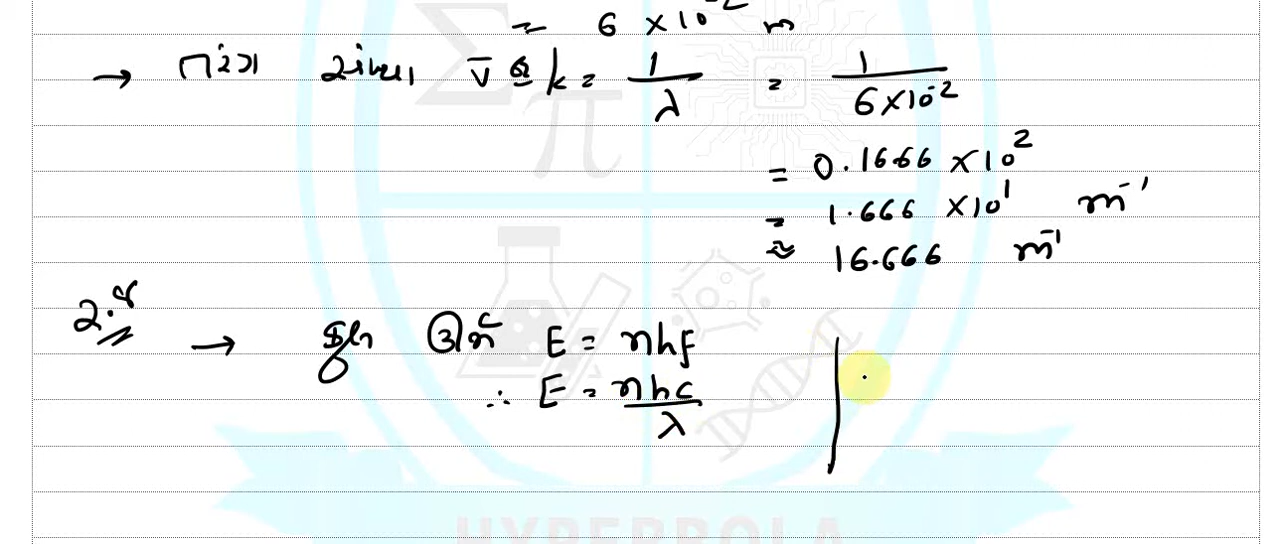 ≈ 6 × 10⁻² m
→ તરંગ સંખ્યા ν̄ or k = 1/λ = 1/(6×10⁻²)
= 0.1666 × 10²
= 1.666 × 10¹ m⁻¹
≈ 16.666 m⁻¹
2.4 → કુલ E = nhf
∴ E = nhc/λ
HYPERBOLA